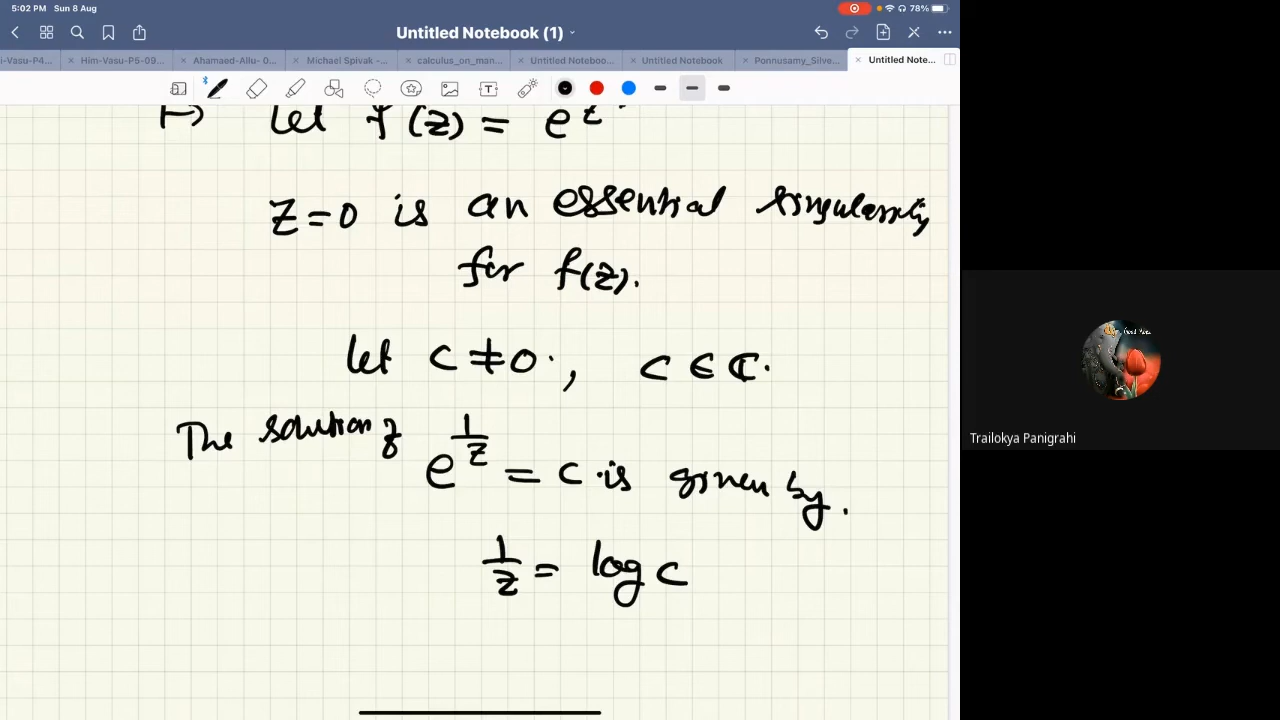 5:02 PM Sun 8 Aug
78%
Untitled Notebook (1)
i-Vasu-P4...
Him-Vasu-P5-09...
Ahamaed-Allu- 0...
Michael Spivak -...
calculus_on_man...
Untitled Noteboo...
Untitled Notebook
Ponnusamy_Silve...
Untitled Note...
Let f(z) = e
z=0 is an essential singularity
for f(z).
let c ≠ 0, c ∈ ℂ.
The solution of e^{1/z} = c is given by.
1/z = log c
Good
Trailokya Panigrahi